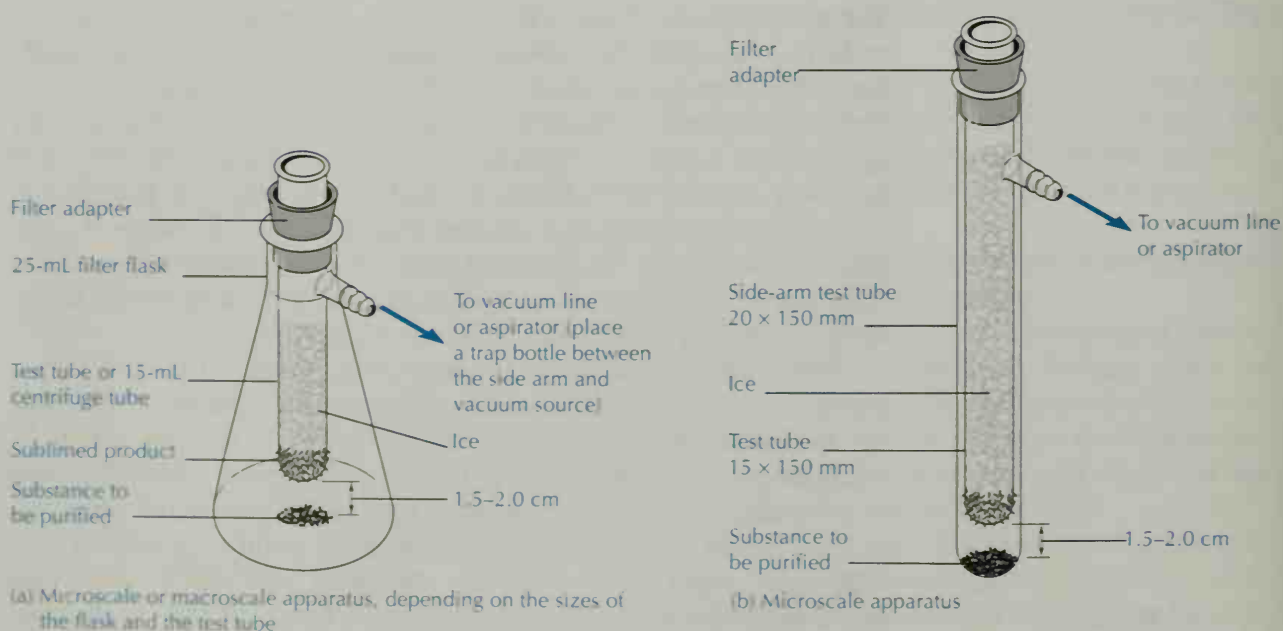 Filter adapter
25-mL filter flask
Test tube or 15-mL
centrifuge tube
Sublimed product
Substance to
be purified
To vacuum line
or aspirator (place
a trap bottle between
the side arm and
vacuum source)
Ice
1.5–2.0 cm
(a) Microscale or macroscale apparatus, depending on the sizes of
the flask and the test tube
Filter
adapter
To vacuum line
or aspirator
Side-arm test tube
20 × 150 mm
Ice
Test tube
15 × 150 mm
Substance to
be purified
1.5–2.0 cm
(b) Microscale apparatus